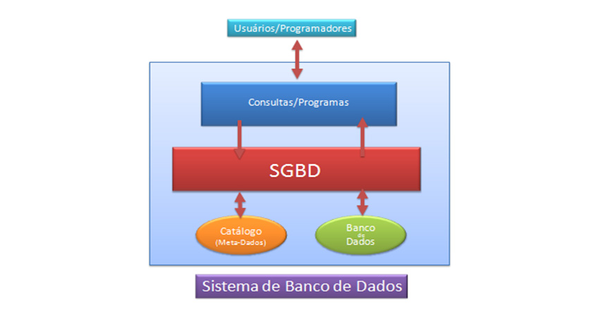 Usuários/Programadores
Consultas/Programas
SGBD
Catálogo
(Meta-Dados)
Banco
de
Dados
Sistema de Banco de Dados